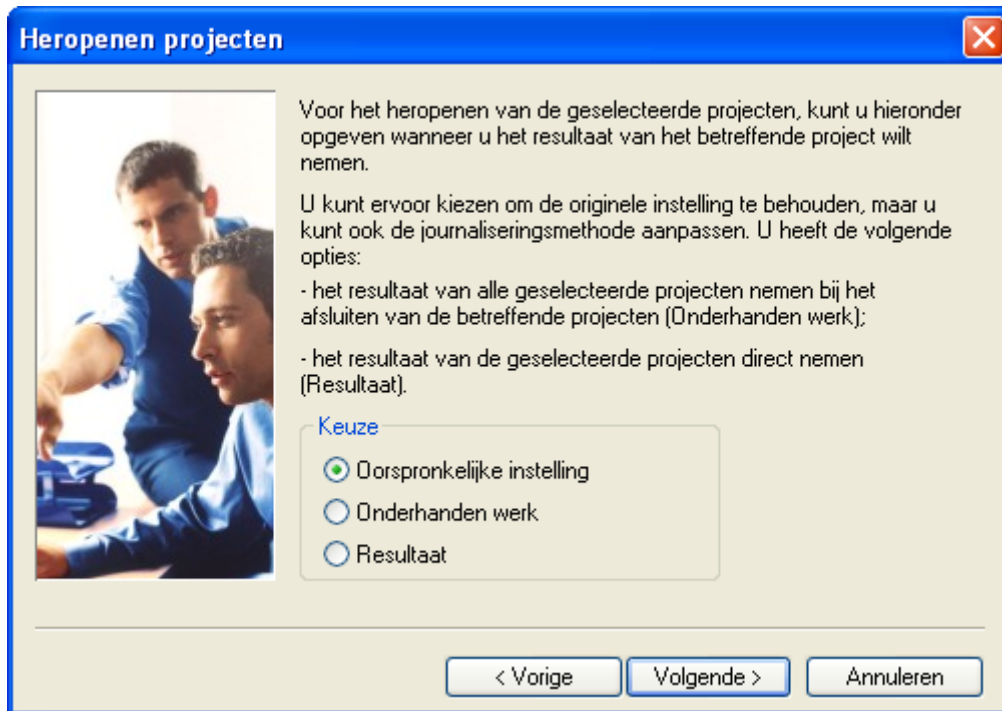 Heropenen projecten
Voor het heropenen van de geselecteerde projecten, kunt u hieronder
opgeven wanneer u het resultaat van het betreffende project wilt
nemen.
U kunt ervoor kiezen om de originele instelling te behouden, maar u
kunt ook de journaliseringsmethode aanpassen. U heeft de volgende
opties:
- het resultaat van alle geselecteerde projecten nemen bij het
afsluiten van de betreffende projecten (Onderhanden werk);
- het resultaat van de geselecteerde projecten direct nemen
(Resultaat).
Keuze
Oorspronkelijke instelling
Onderhanden werk
Resultaat
< Vorige
Volgende >
Annuleren